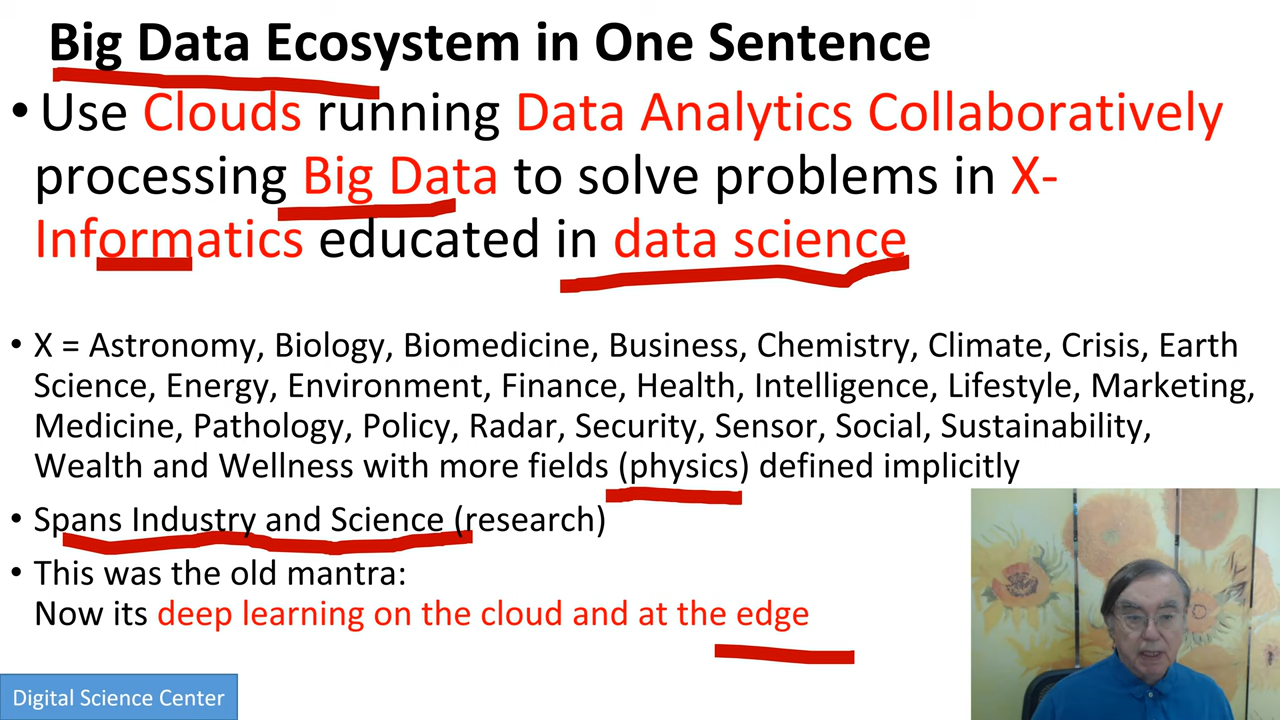 Big Data Ecosystem in One Sentence
• Use Clouds running Data Analytics Collaboratively
processing Big Data to solve problems in X-
Informatics educated in data science
• X = Astronomy, Biology, Biomedicine, Business, Chemistry, Climate, Crisis, Earth
Science, Energy, Environment, Finance, Health, Intelligence, Lifestyle, Marketing,
Medicine, Pathology, Policy, Radar, Security, Sensor, Social, Sustainability,
Wealth and Wellness with more fields (physics) defined implicitly
• Spans Industry and Science (research)
• This was the old mantra:
Now its deep learning on the cloud and at the edge
Digital Science Center